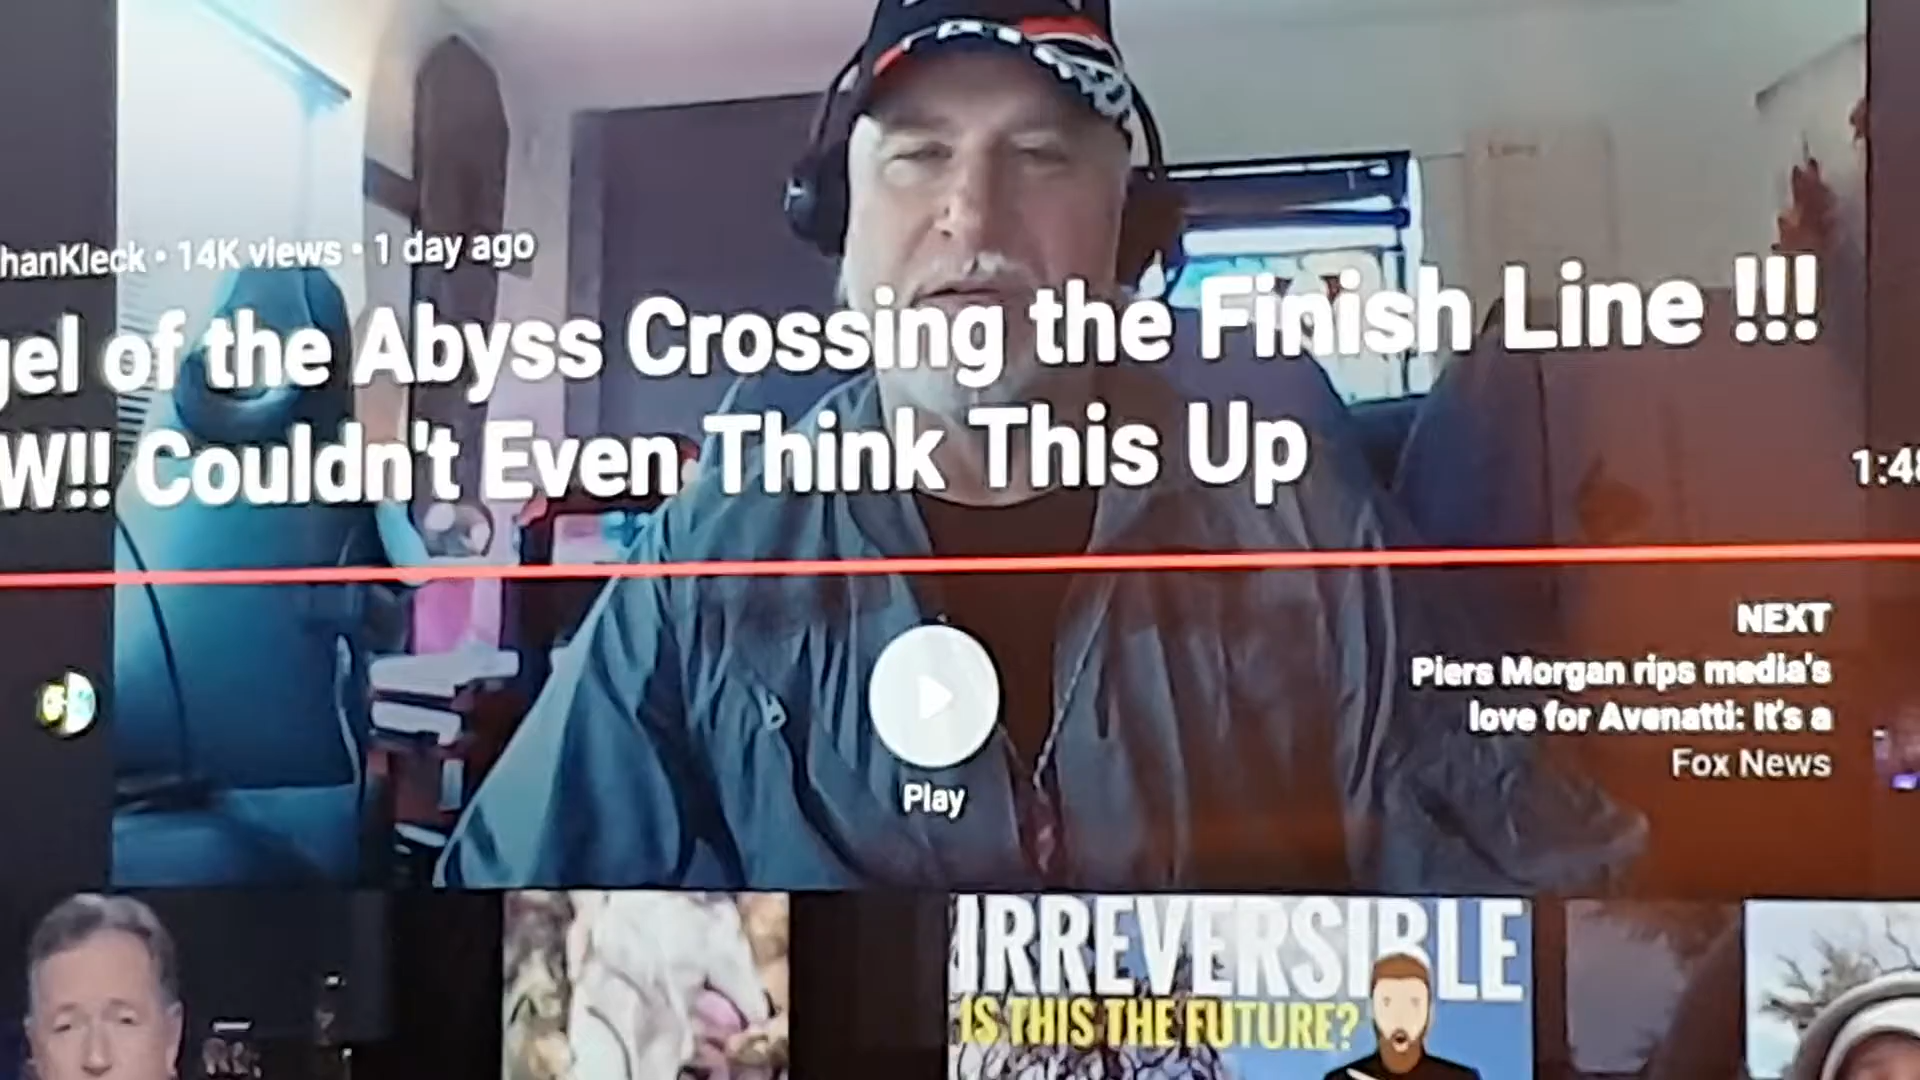 hanKleck • 14K views • 1 day ago
gel of the Abyss Crossing the Finish Line !!!
W!! Couldn't Even Think This Up
1:48
NEXT
Piers Morgan rips media's
love for Avenatti: It's a
Fox News
Play
IRREVERSIBLE
IS THIS THE FUTURE?